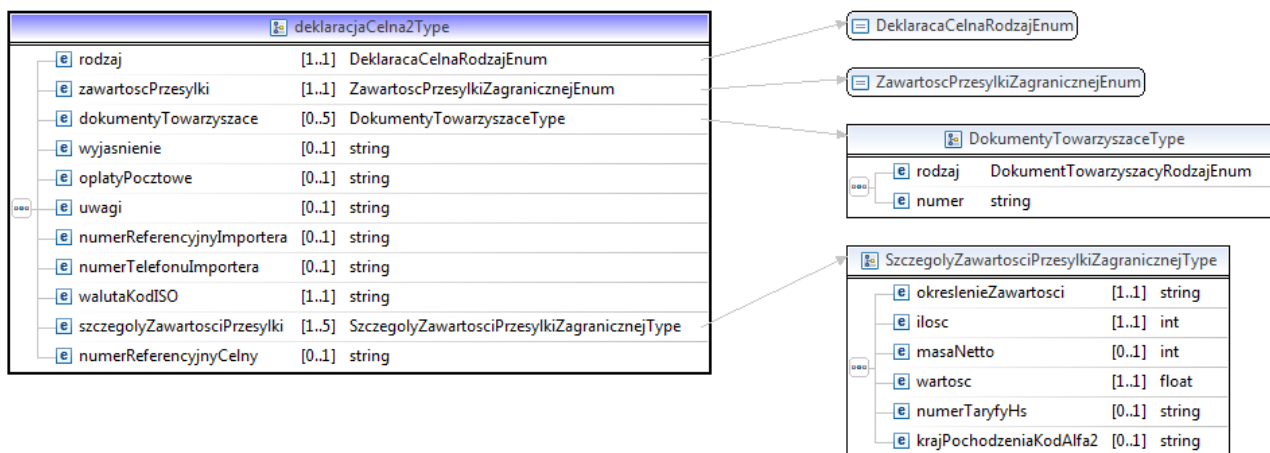 deklaracjaCelna2Type
rodzaj [1..1] DeklaracaCelnaRodzajEnum
zawartoscPrzesylki [1..1] ZawartoscPrzesylkiZagranicznejEnum
dokumentyTowarzyszace [0..5] DokumentyTowarzyszaceType
wyjasnienie [0..1] string
oplatyPocztowe [0..1] string
uwagi [0..1] string
numerReferencyjnyImportera [0..1] string
numerTelefonuImportera [0..1] string
walutaKodISO [1..1] string
szczegolyZawartosciPrzesylki [1..5] SzczegolyZawartosciPrzesylkiZagranicznejType
numerReferencyjnyCelny [0..1] string
DeklaracaCelnaRodzajEnum
ZawartoscPrzesylkiZagranicznejEnum
DokumentyTowarzyszaceType
rodzaj DokumentTowarzyszacyRodzajEnum
numer string
SzczegolyZawartosciPrzesylkiZagranicznejType
okreslenieZawartosci [1..1] string
ilosc [1..1] int
masaNetto [0..1] int
wartosc [1..1] float
numerTaryfyHs [0..1] string
krajPochodzeniaKodAlfa2 [0..1] string